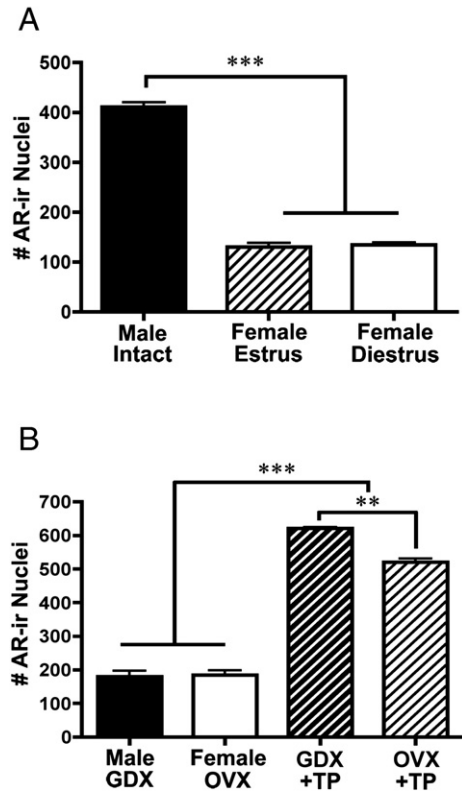 A
500
***
400
300
200
100
0
# AR-ir Nuclei
Male Intact
Female Estrus
Female Diestrus
B
700
***
600
**
500
400
300
200
100
0
# AR-ir Nuclei
Male GDX
Female OVX
GDX +TP
OVX +TP